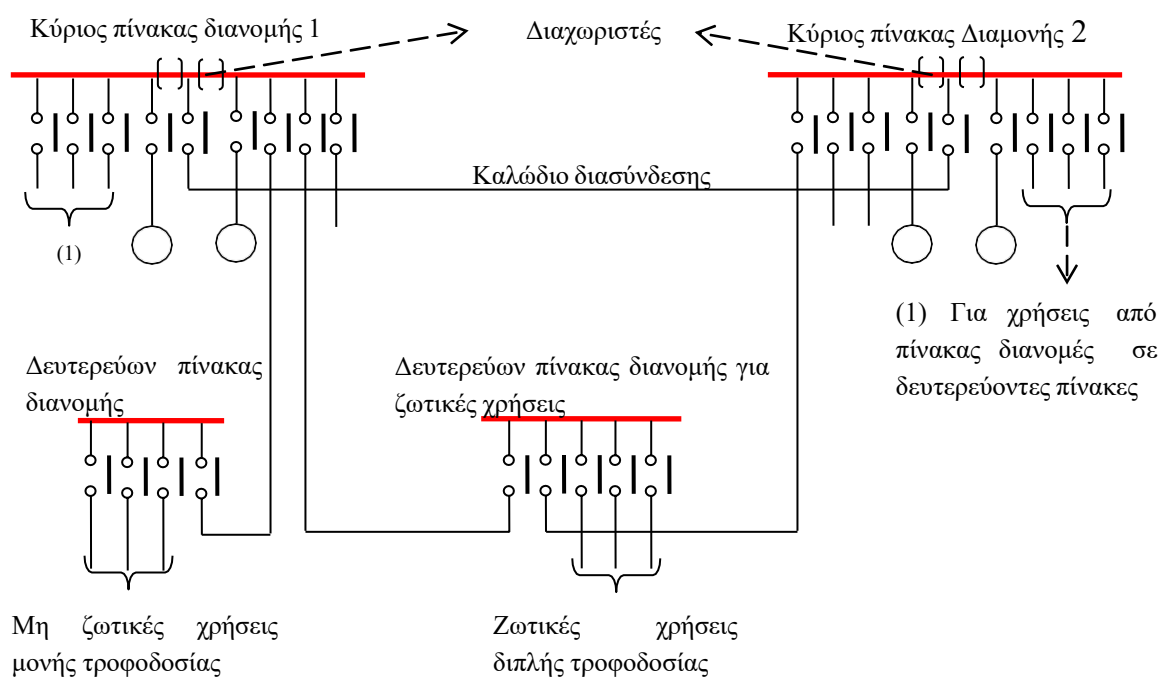 Κύριος πίνακας διανομής 1
Διαχωριστές
Κύριος πίνακας Διαμονής 2
Καλώδιο διασύνδεσης
(1)
(1) Για χρήσεις από
πίνακας διανομές σε
δευτερεύοντες πίνακες
Δευτερεύων πίνακας
διανομής
Δευτερεύων πίνακας διανομής για
ζωτικές χρήσεις
Μη ζωτικές χρήσεις
μονής τροφοδοσίας
Ζωτικές χρήσεις
διπλής τροφοδοσίας